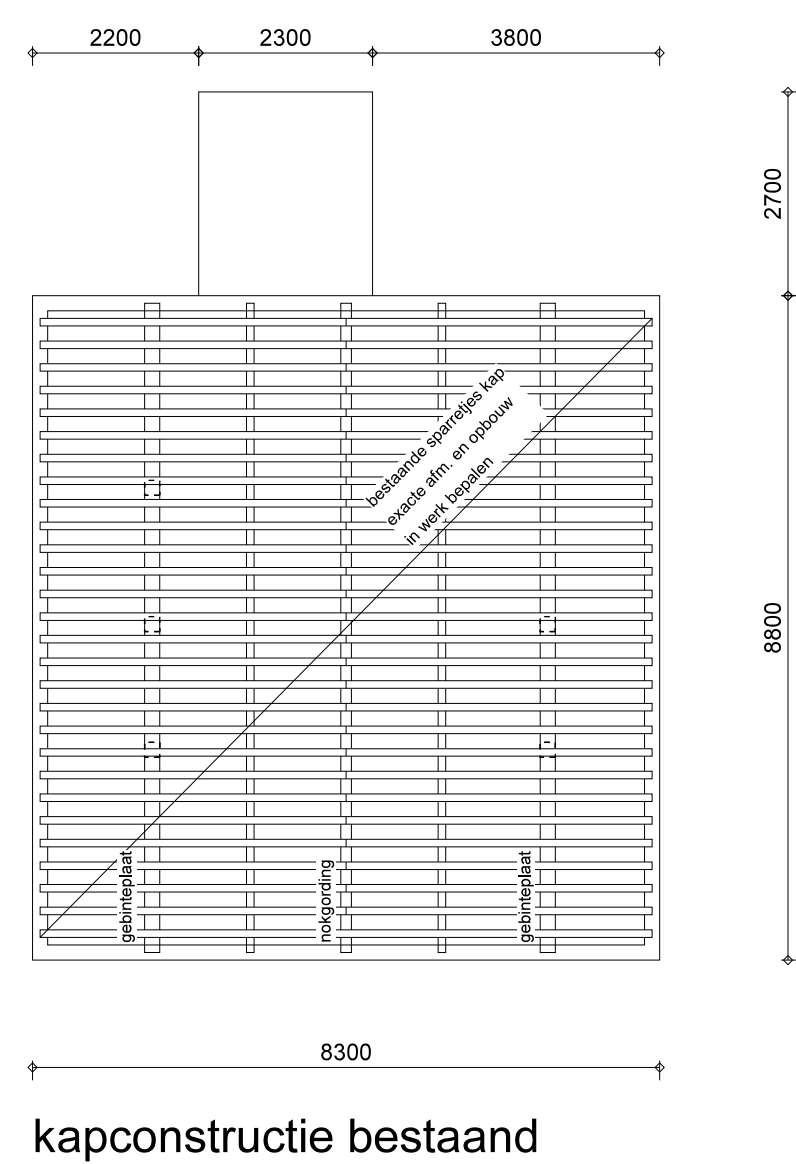 2200
2300
3800
2700
bestaande sparretjes kap
exacte afm. en opbouw
in werk bepalen
8800
gebinteplaat
nokgording
gebinteplaat
8300
kapconstructie bestaand